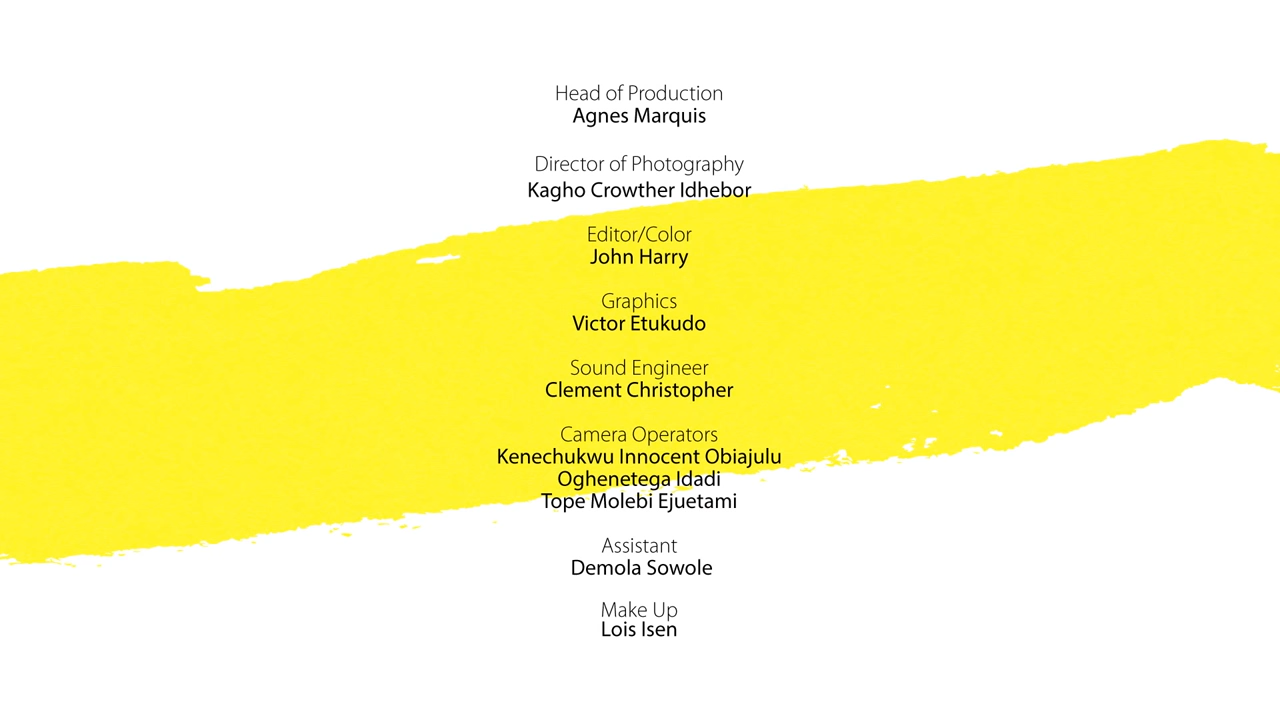 Head of Production
Agnes Marquis
Director of Photography
Kagho Crowther Idhebor
Editor/Color
John Harry
Graphics
Victor Etukudo
Sound Engineer
Clement Christopher
Camera Operators
Kenechukwu Innocent Obiajulu
Oghenetega Idadi
Tope Molebi Ejuetami
Assistant
Demola Sowole
Make Up
Lois Isen